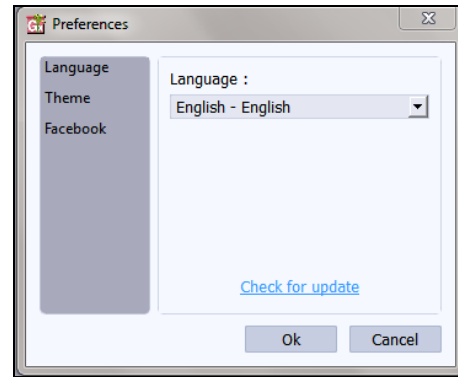 Preferences
Language
Theme
Facebook
Language :
English - English
Check for update
Ok
Cancel